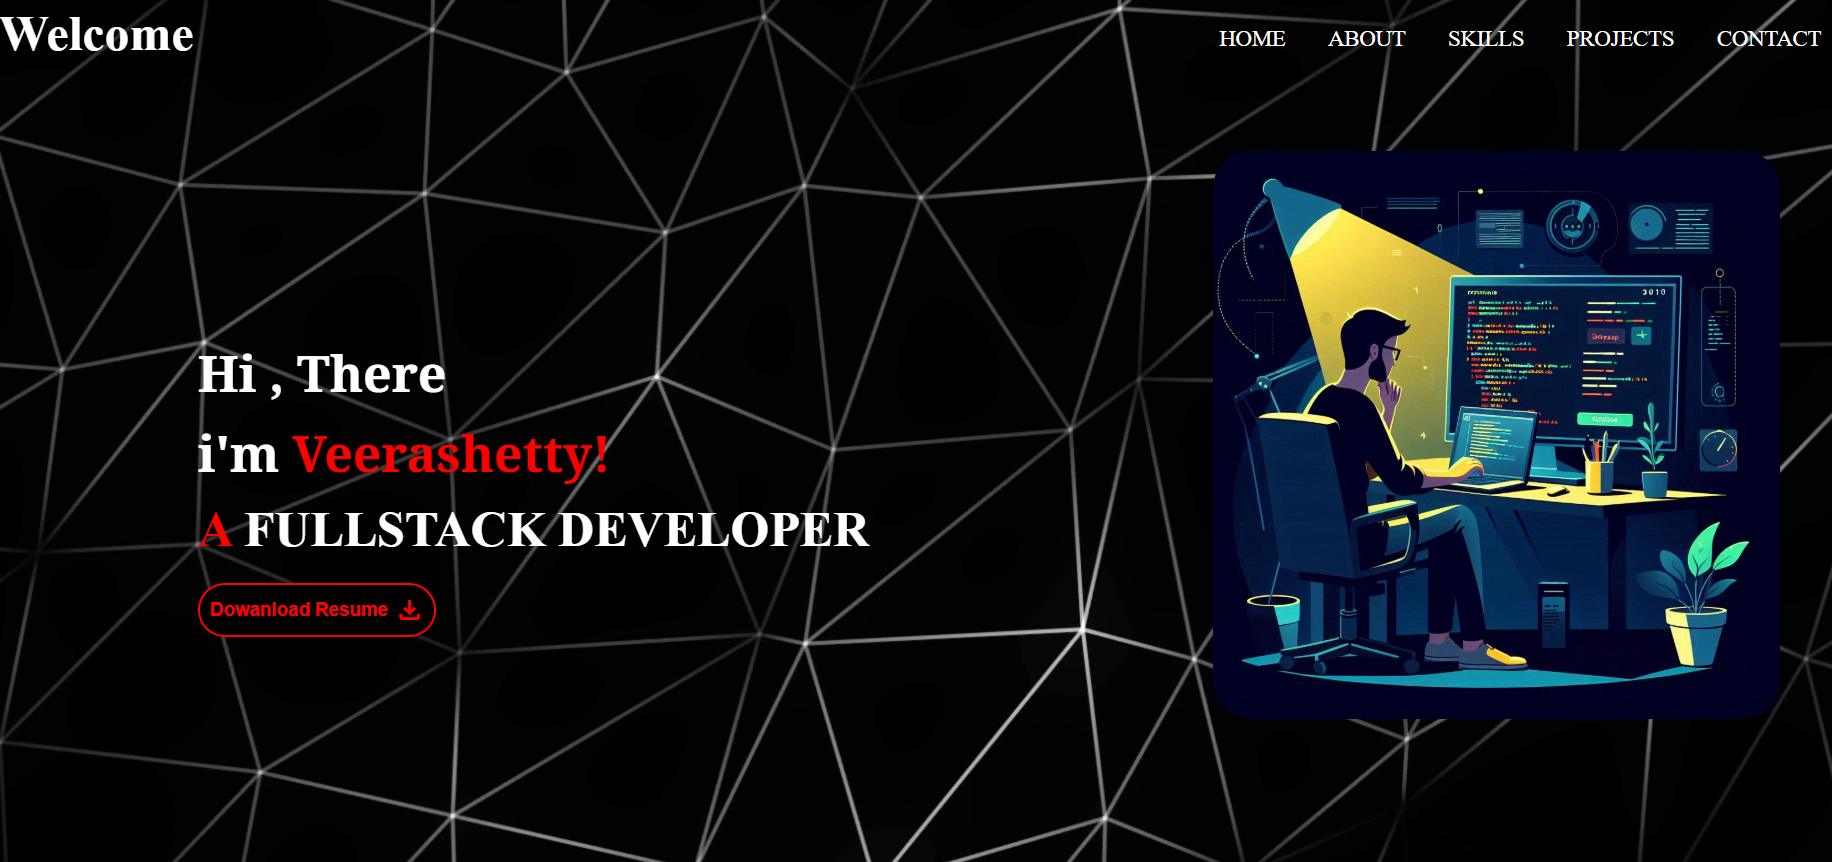 Welcome
HOME ABOUT SKILLS PROJECTS CONTACT
Hi , There
i'm Veerashetty!
A FULLSTACK DEVELOPER
Dowanload Resume